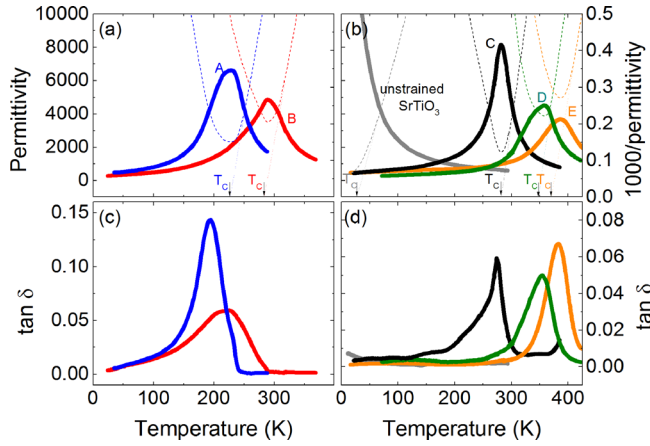 10000
8000
6000
4000
2000
0
Permittivity
(a)
A
B
Tc
Tc
(b)
C
unstrained
SrTiO3
D
E
Tq
Tc
Tc
Tq
0.5
0.4
0.3
0.2
0.1
0.0
1000/permittivity
0.15
0.10
0.05
0.00
tan δ
(c)
(d)
0.08
0.06
0.04
0.02
0.00
tan δ
0 100 200 300
0 100 200 300 400
Temperature (K)
Temperature (K)